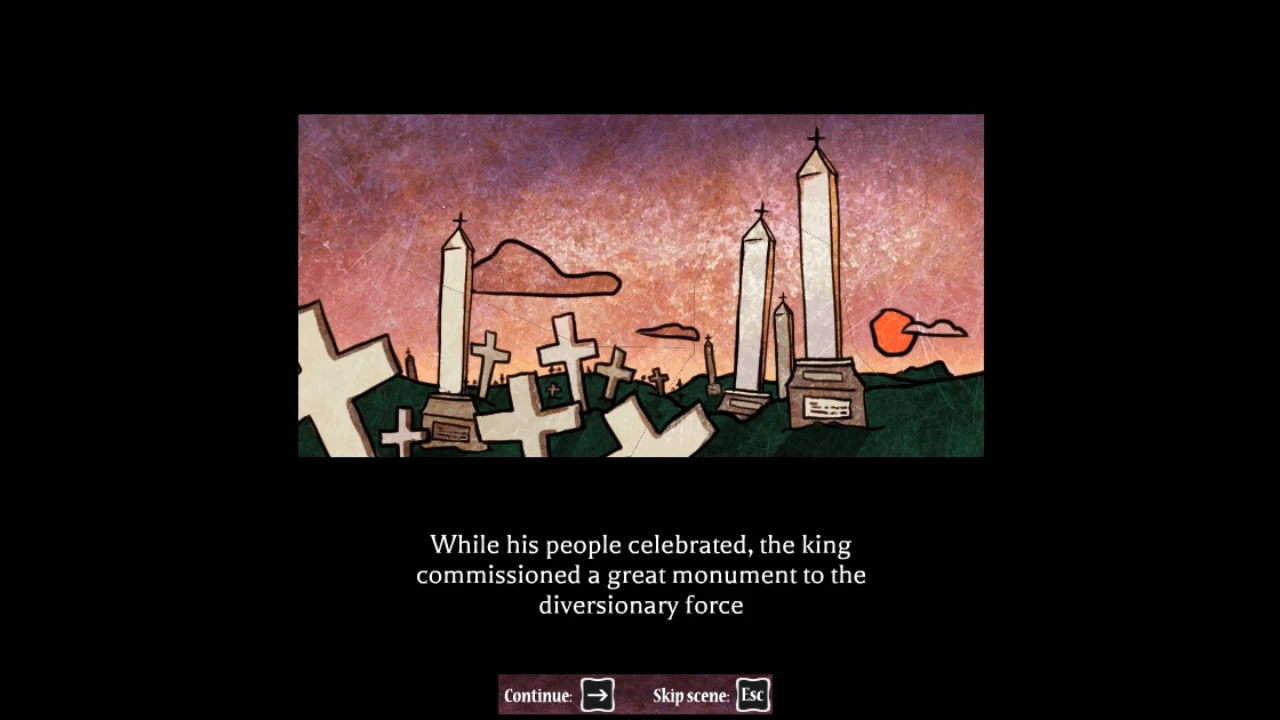 While his people celebrated, the king
commissioned a great monument to the
diversionary force
Continue: → Skip scene: Esc